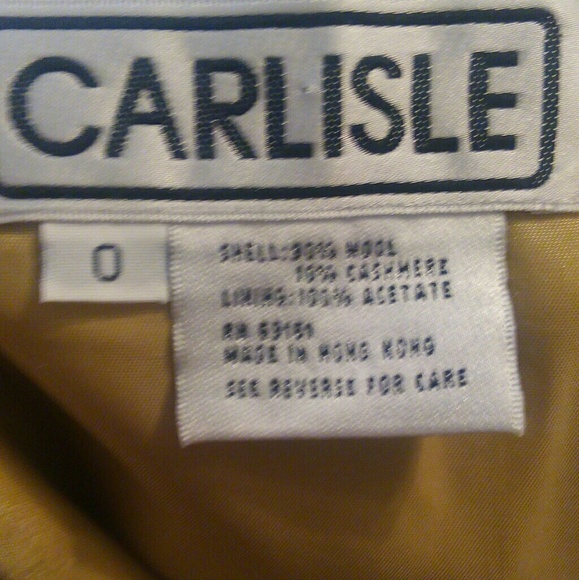 CARLISLE
0
SHELL:90% WOOL
10% CASHMERE
LINING:100% ACETATE
RN
MADE IN HONG KONG
SEE REVERSE FOR CARE